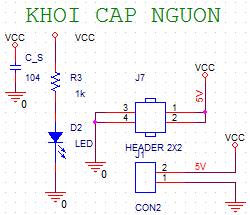 KHOI CAP NGUON
VCC
VCC
C_S
104
0
R3
1k
D2
LED
0
J7
3
4
1
2
HEADER 2X2
0
VCC
5V
J1
2
1
CON2
5V
VCC
0